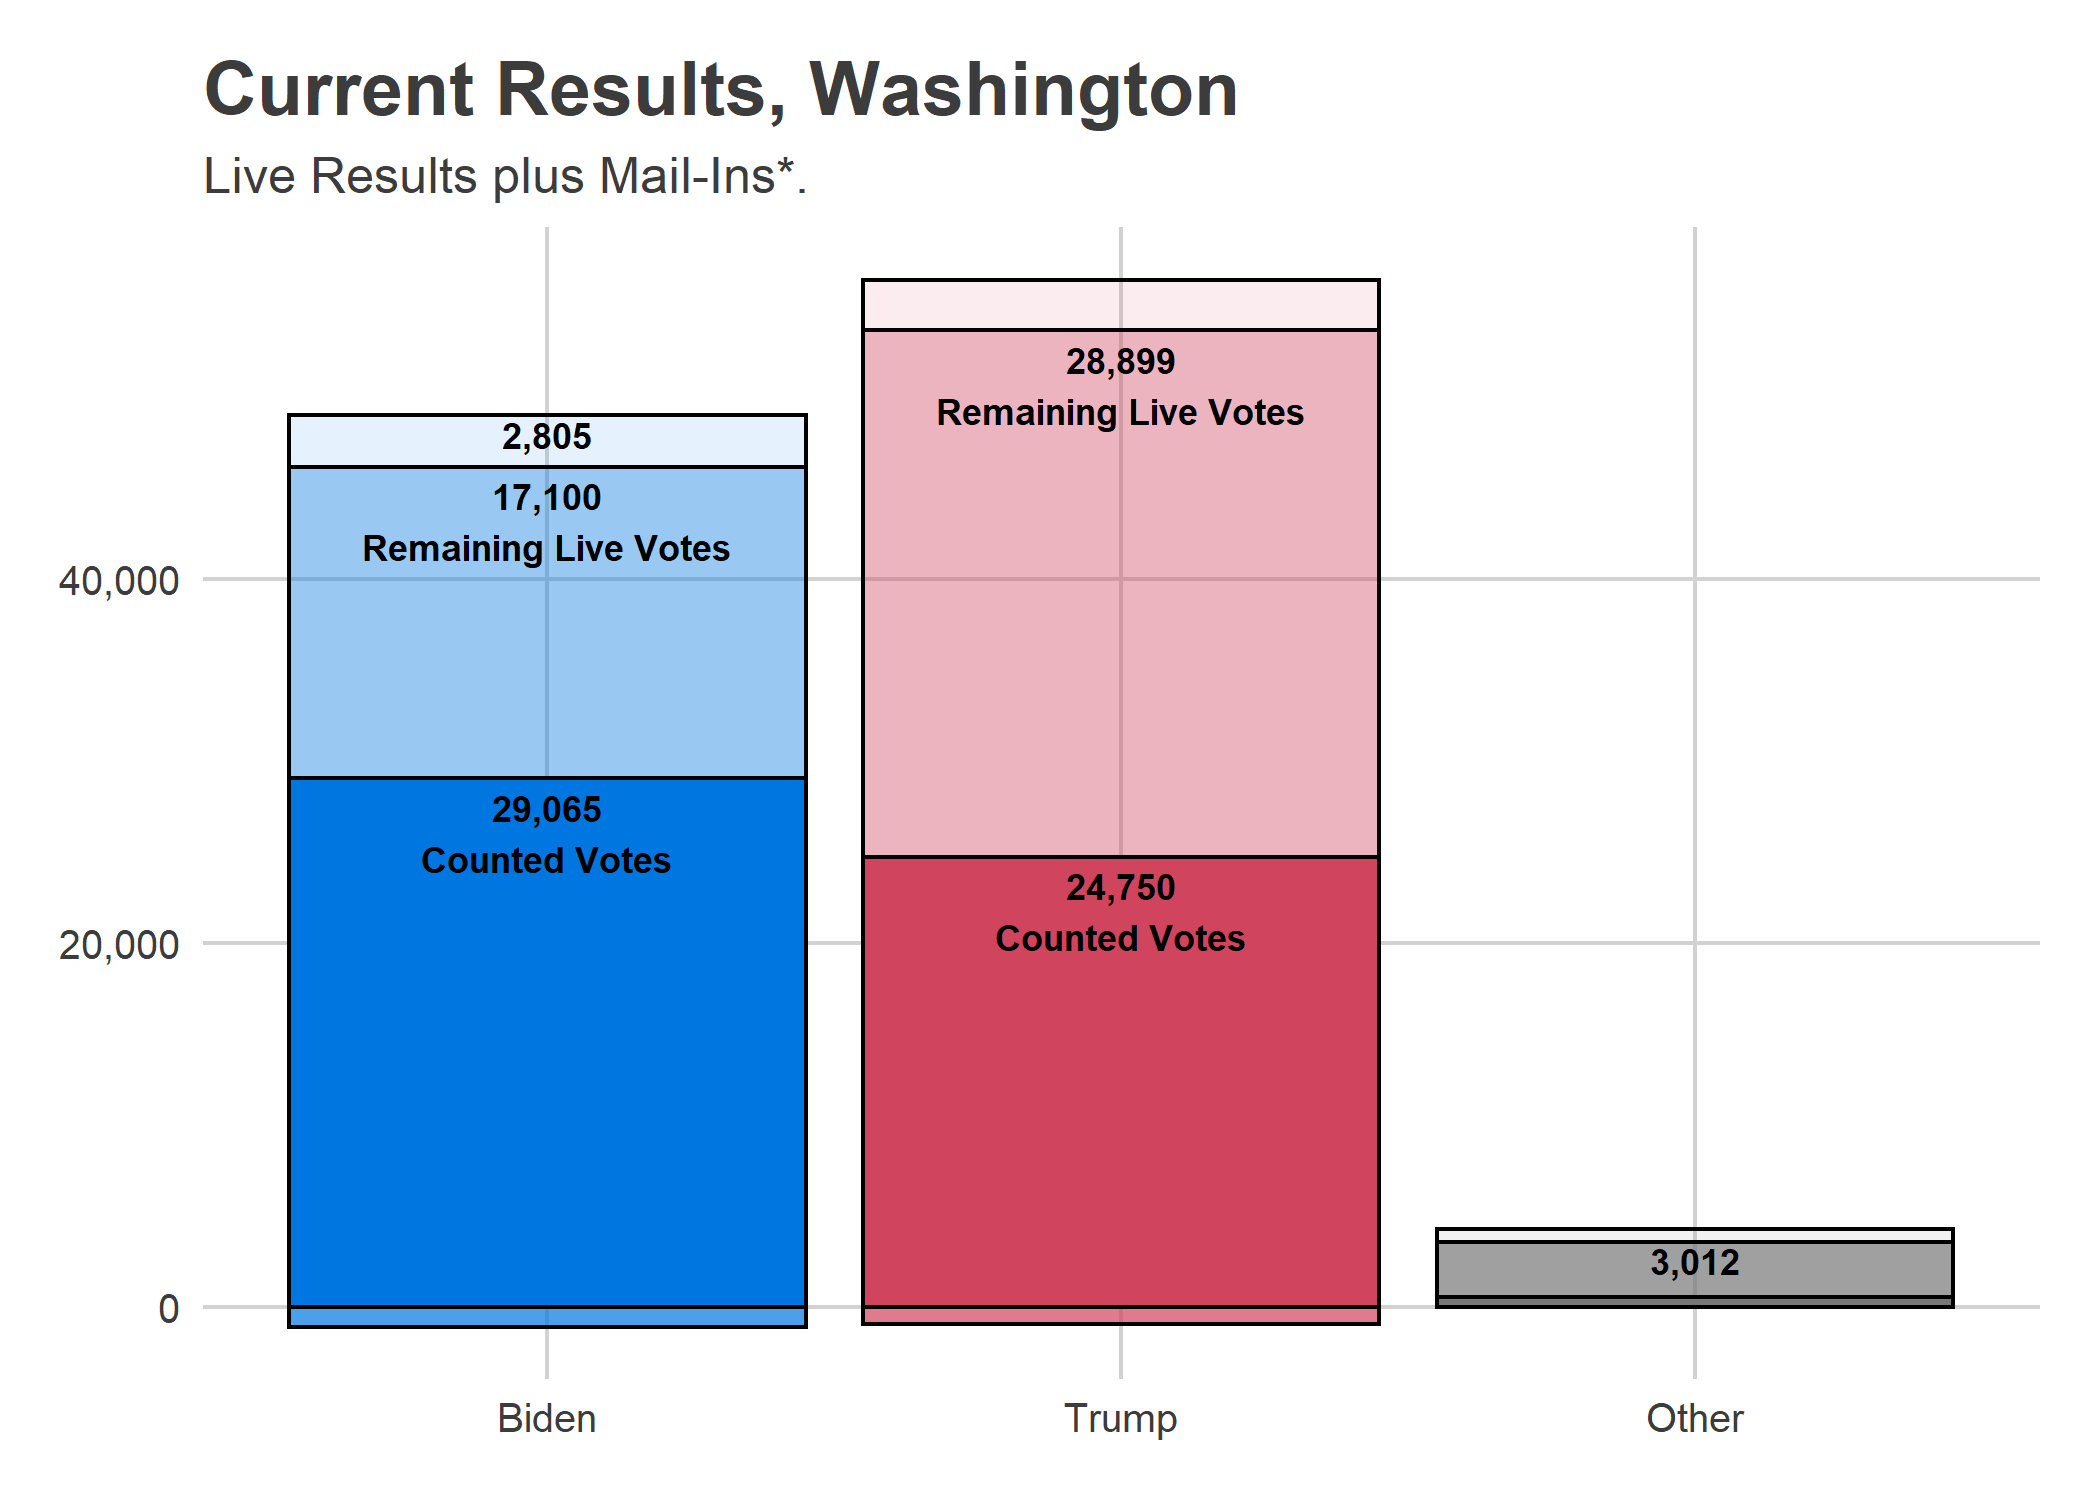 Current Results, Washington
Live Results plus Mail-Ins*.
28,899
Remaining Live Votes
2,805
17,100
Remaining Live Votes
40,000
29,065
Counted Votes
24,750
Counted Votes
20,000
3,012
0
Biden
Trump
Other